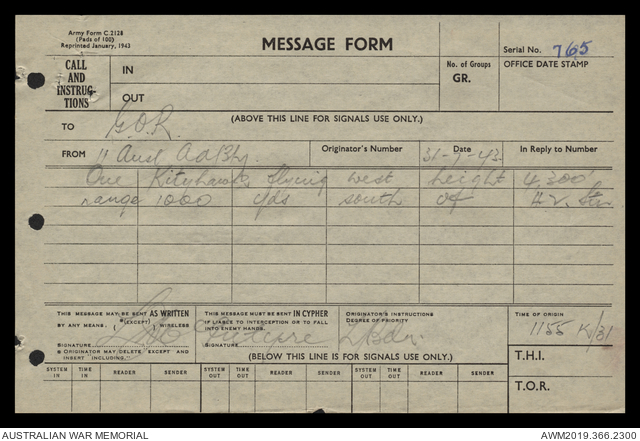 Army Form C.2128
(Pads of 100)
Reprinted January, 1943
MESSAGE FORM
Serial No. 765
CALL AND INSTRUC-TIONS
IN
OUT
No. of Groups
GR.
OFFICE DATE STAMP
(ABOVE THIS LINE FOR SIGNALS USE ONLY.)
TO G.O.R.
FROM 11 Aust
Originator's Number
Date 31-7-43
In Reply to Number
One Kityhawk flying west height 4,300'
range 1000 yds south of
THIS MESSAGE MAY BE SENT AS WRITTEN
BY ANY MEANS. *(EXCEPT) ( ) WIRELESS
SIGNATURE
* ORIGINATOR MAY DELETE EXCEPT AND
INSERT INCLUDING.
THIS MESSAGE MUST BE SENT IN CYPHER
IF LIABLE TO INTERCEPTION OR TO FALL
INTO ENEMY HANDS.
SIGNATURE
ORIGINATOR'S INSTRUCTIONS
DEGREE OF PRIORITY
L/Bdr.
TIME OF ORIGIN
1155 K/31
T.H.I.
T.O.R.
(BELOW THIS LINE IS FOR SIGNALS USE ONLY.)
SYSTEM IN TIME IN READER SENDER SYSTEM OUT TIME OUT READER SENDER SYSTEM OUT TIME OUT READER SENDER
AUSTRALIAN WAR MEMORIAL
AWM2019.366.2300